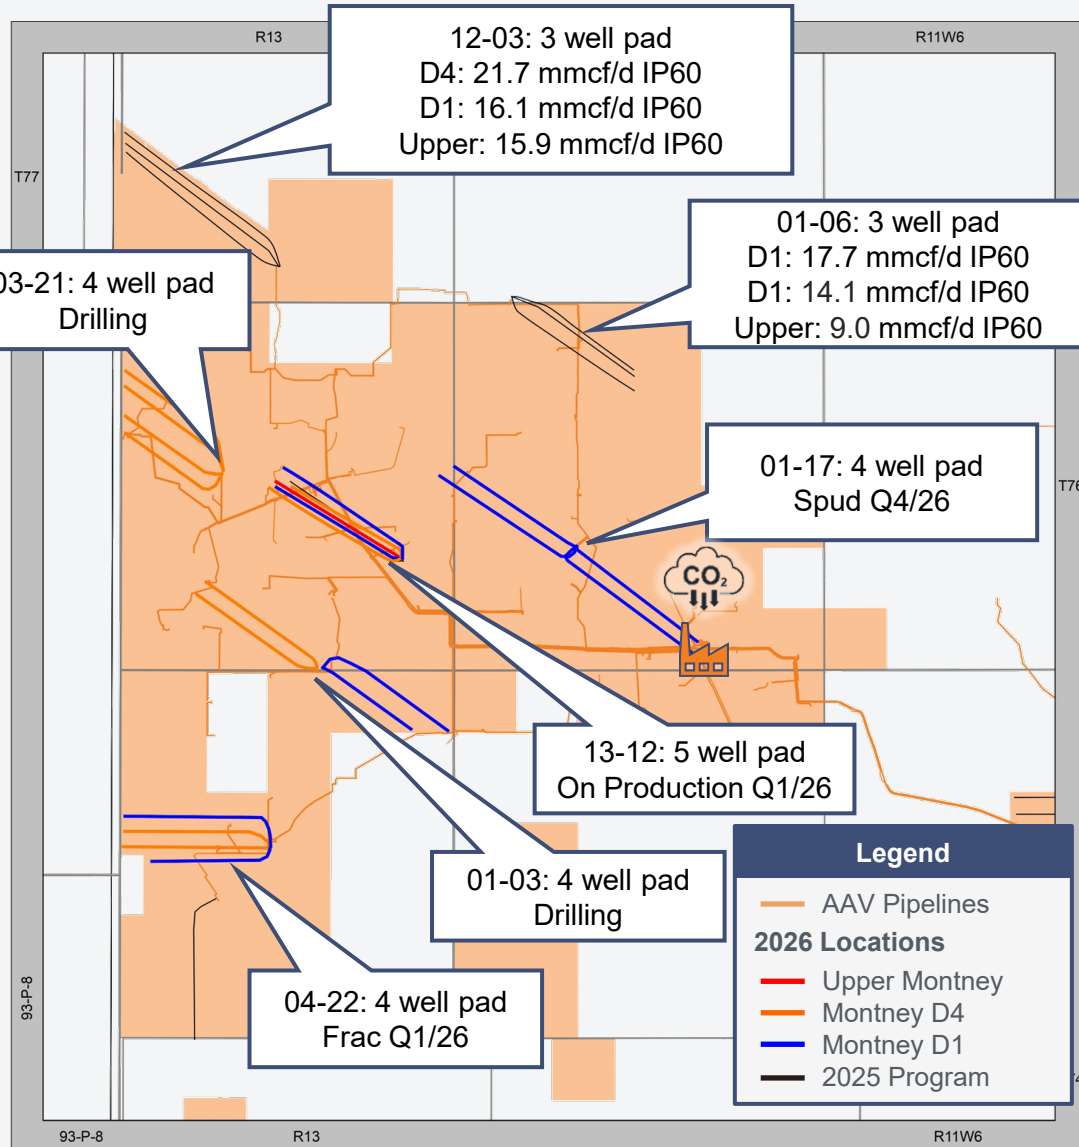 R13
R11W6
12-03: 3 well pad
D4: 21.7 mmcf/d IP60
D1: 16.1 mmcf/d IP60
Upper: 15.9 mmcf/d IP60
T77
01-06: 3 well pad
D1: 17.7 mmcf/d IP60
D1: 14.1 mmcf/d IP60
Upper: 9.0 mmcf/d IP60
03-21: 4 well pad
Drilling
01-17: 4 well pad
Spud Q4/26
T76
CO₂
13-12: 5 well pad
On Production Q1/26
01-03: 4 well pad
Drilling
04-22: 4 well pad
Frac Q1/26
93-P-8
Legend
AAV Pipelines
2026 Locations
Upper Montney
Montney D4
Montney D1
2025 Program
93-P-8
R13
R11W6